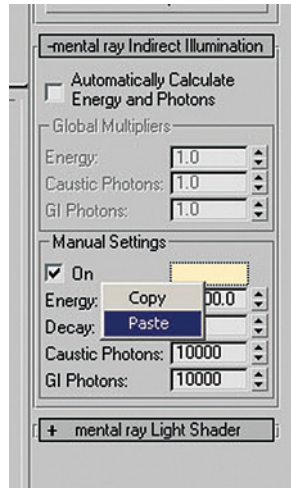 -mental ray Indirect Illumination
Automatically Calculate
Energy and Photons
Global Multipliers
Energy: 1.0
Caustic Photons: 1.0
GI Photons: 1.0
Manual Settings
On
Energy: 00.0
Copy
Decay:
Paste
Caustic Photons: 10000
GI Photons: 10000
+ mental ray Light Shader